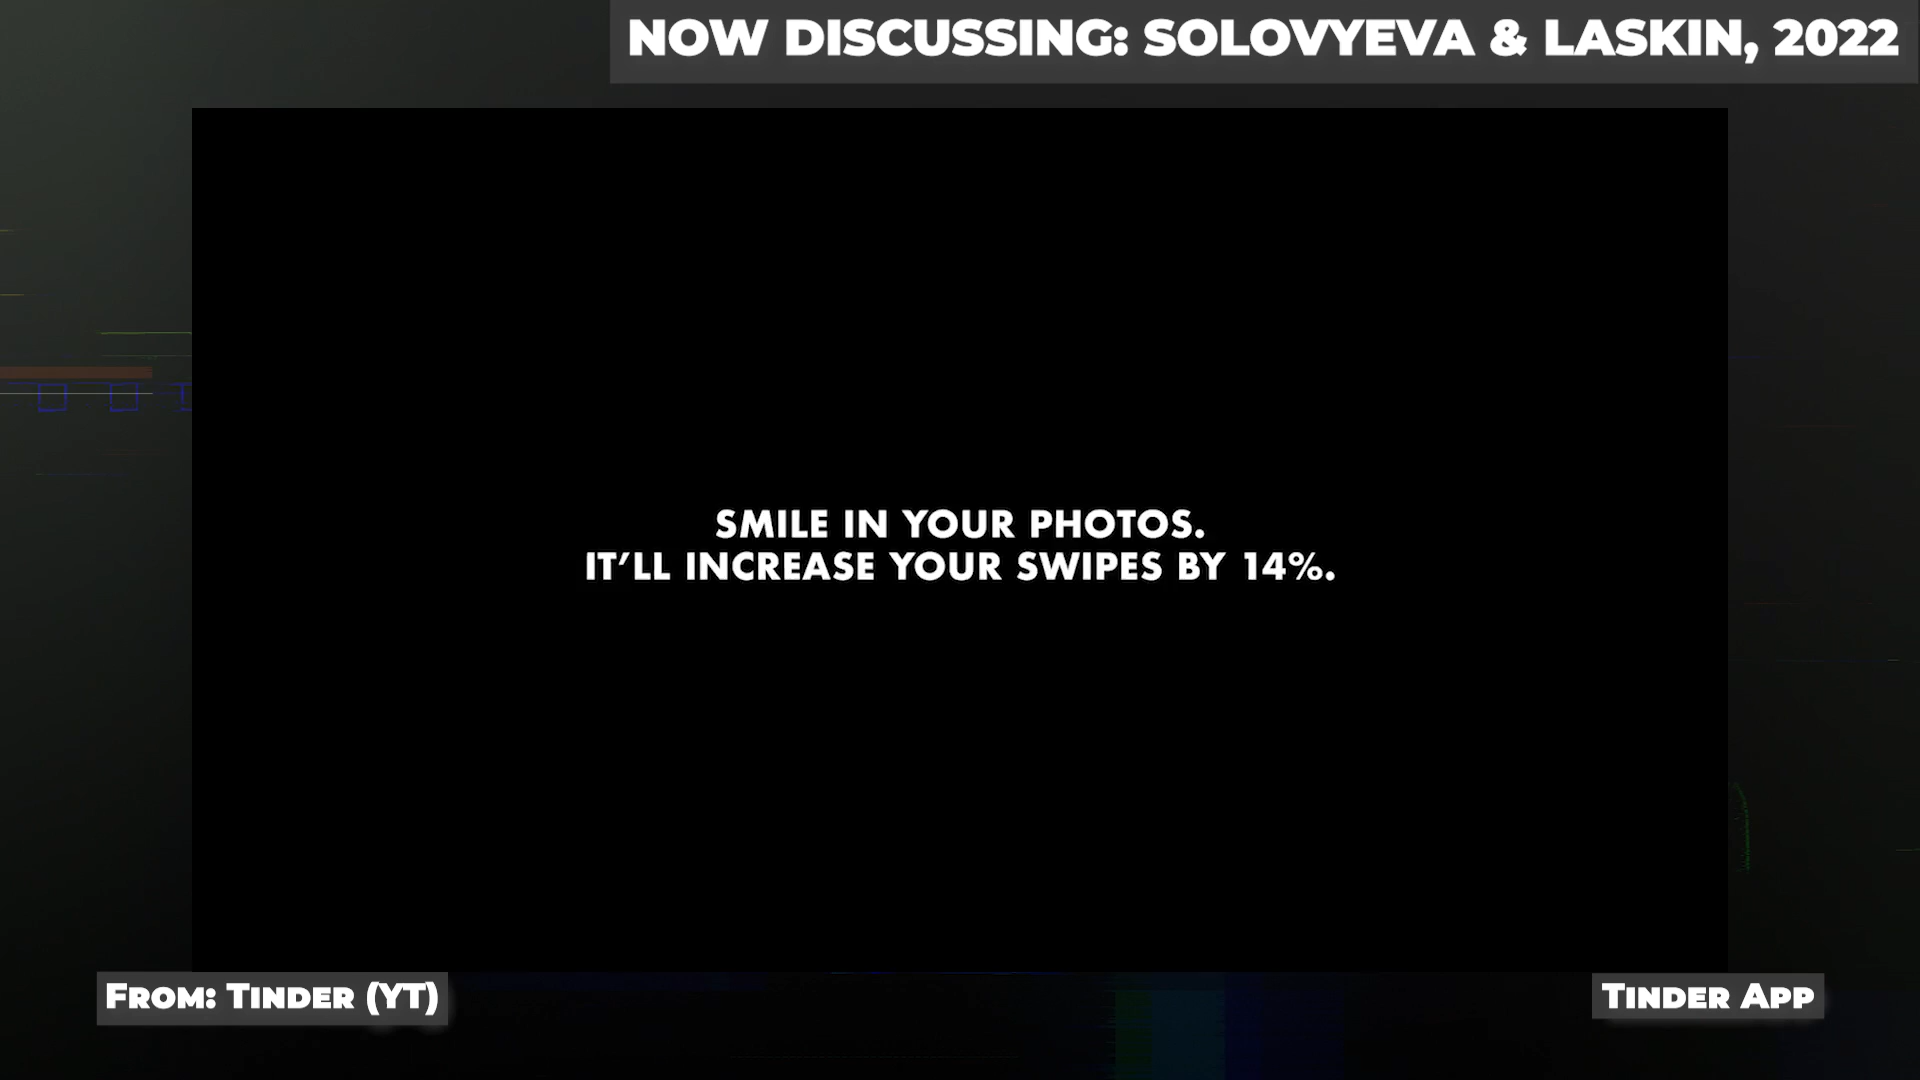 NOW DISCUSSING: SOLOVYEVA & LASKIN, 2022
SMILE IN YOUR PHOTOS.
IT’LL INCREASE YOUR SWIPES BY 14%.
FROM: TINDER (YT)
TINDER APP